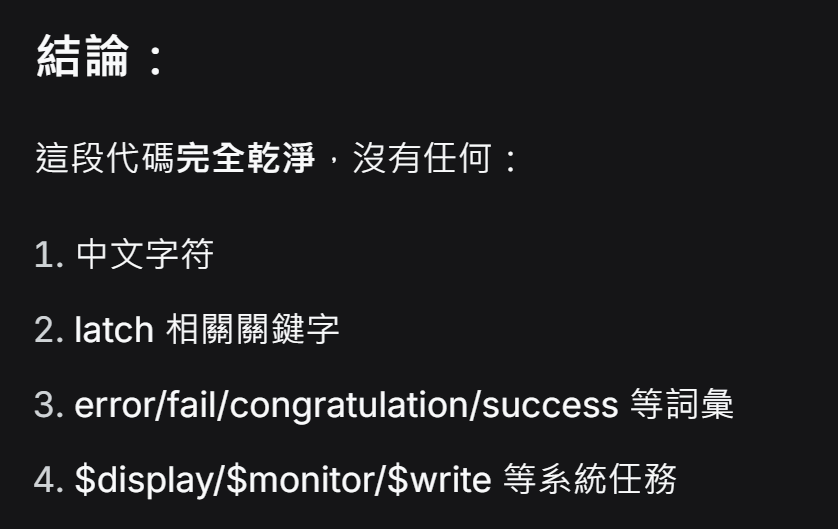 結論：
這段代碼完全乾淨，沒有任何：
1. 中文字符
2. latch 相關關鍵字
3. error/fail/congratulation/success 等詞彙
4. $display/$monitor/$write 等系統任務